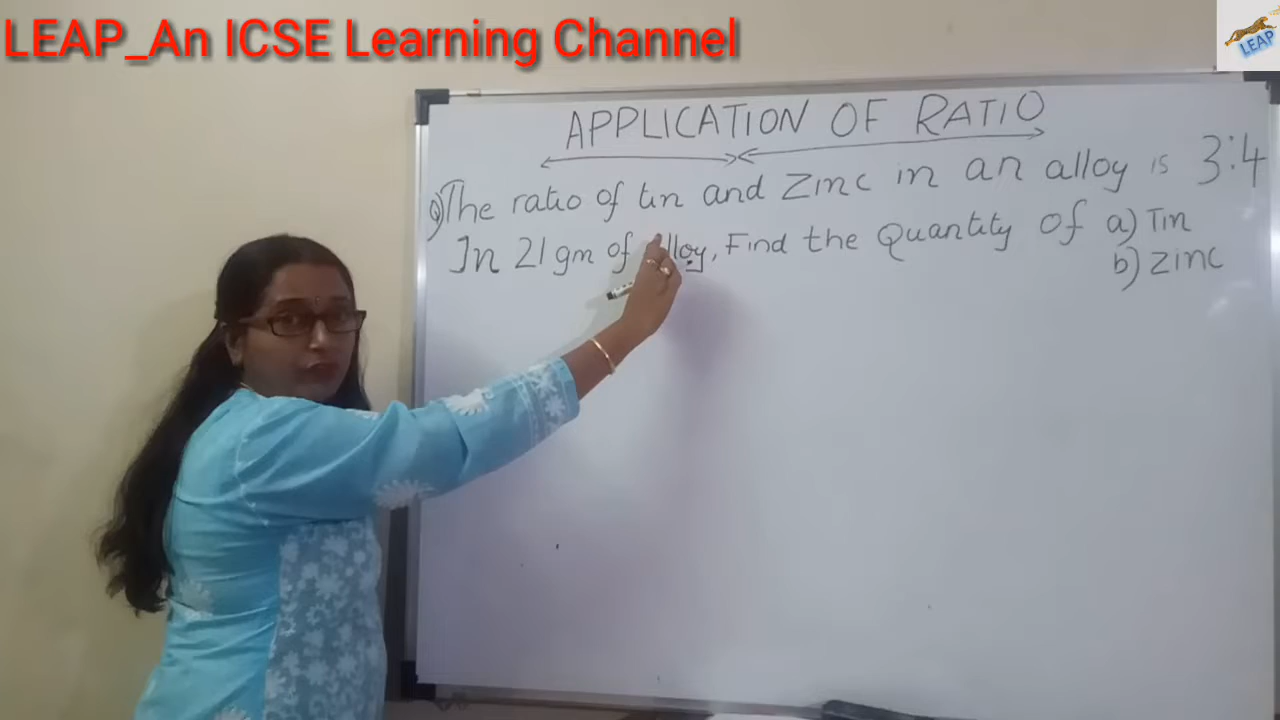 LEAP_An ICSE Learning Channel
LEAP
APPLICATION OF RATIO
Q) The ratio of tin and Zinc in an alloy is 3:4
In 21 gm of alloy, Find the Quantity of a) Tin
b) Zinc